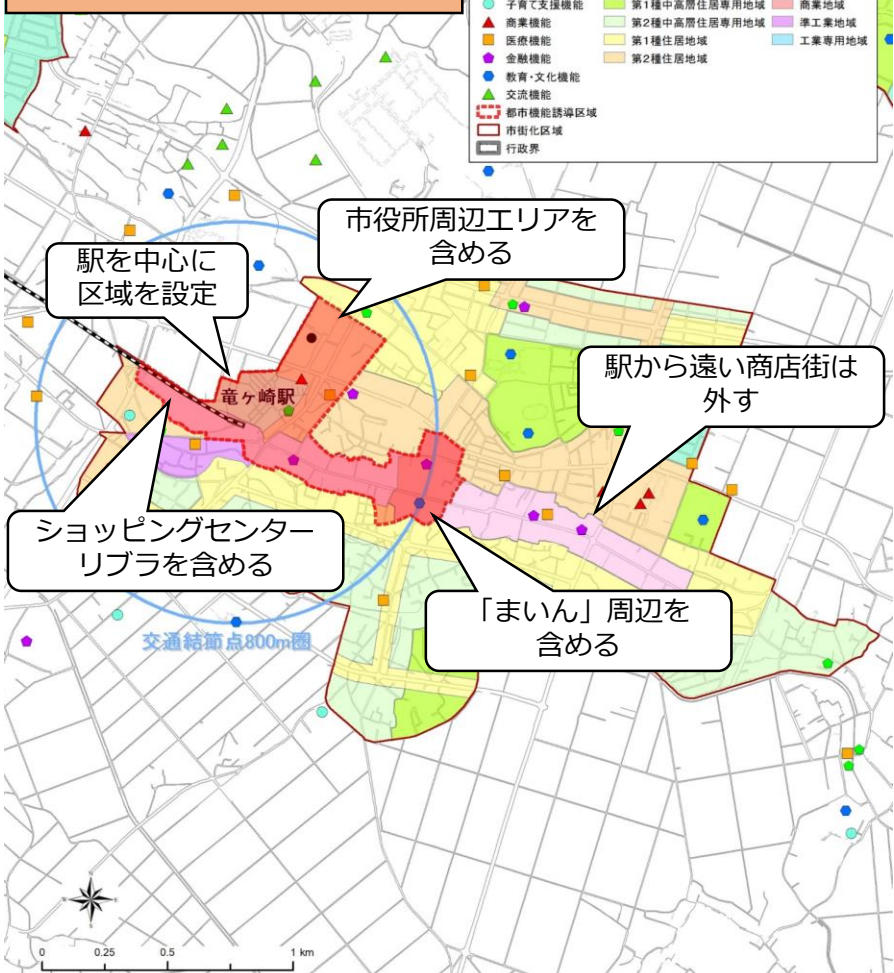 子育て支援機能
商業機能
医療機能
金融機能
教育・文化機能
交流機能
都市機能誘導区域
市街化区域
行政界
第1種中高層住居専用地域
第2種中高層住居専用地域
第1種住居地域
第2種住居地域
商業地域
準工業地域
工業専用地域
市役所周辺エリアを
含める
駅を中心に
区域を設定
駅から遠い商店街は
外す
竜ヶ崎駅
ショッピングセンター
リブラを含める
「まいん」周辺を
含める
交通結節点800m圏
0 0.25 0.5 1 km